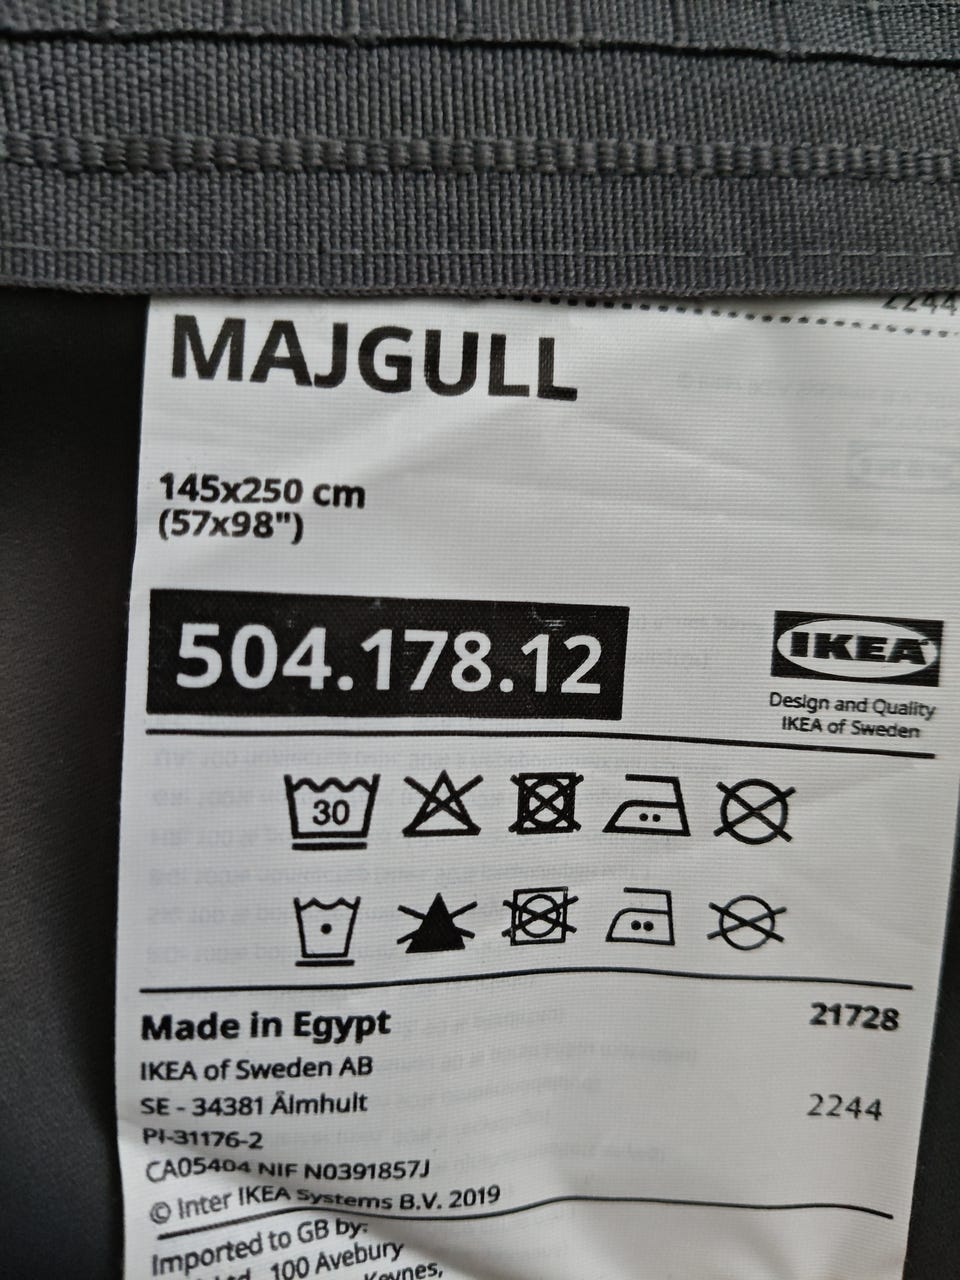 2244
MAJGULL
145x250 cm
(57x98")
504.178.12
IKEA
Design and Quality
IKEA of Sweden
30
Made in Egypt
21728
IKEA of Sweden AB
SE - 34381 Älmhult
2244
PI-31176-2
CA05404 NIF N0391857J
© Inter IKEA Systems B.V. 2019
Imported to GB by:
Ltd, 100 Avebury
Keynes,